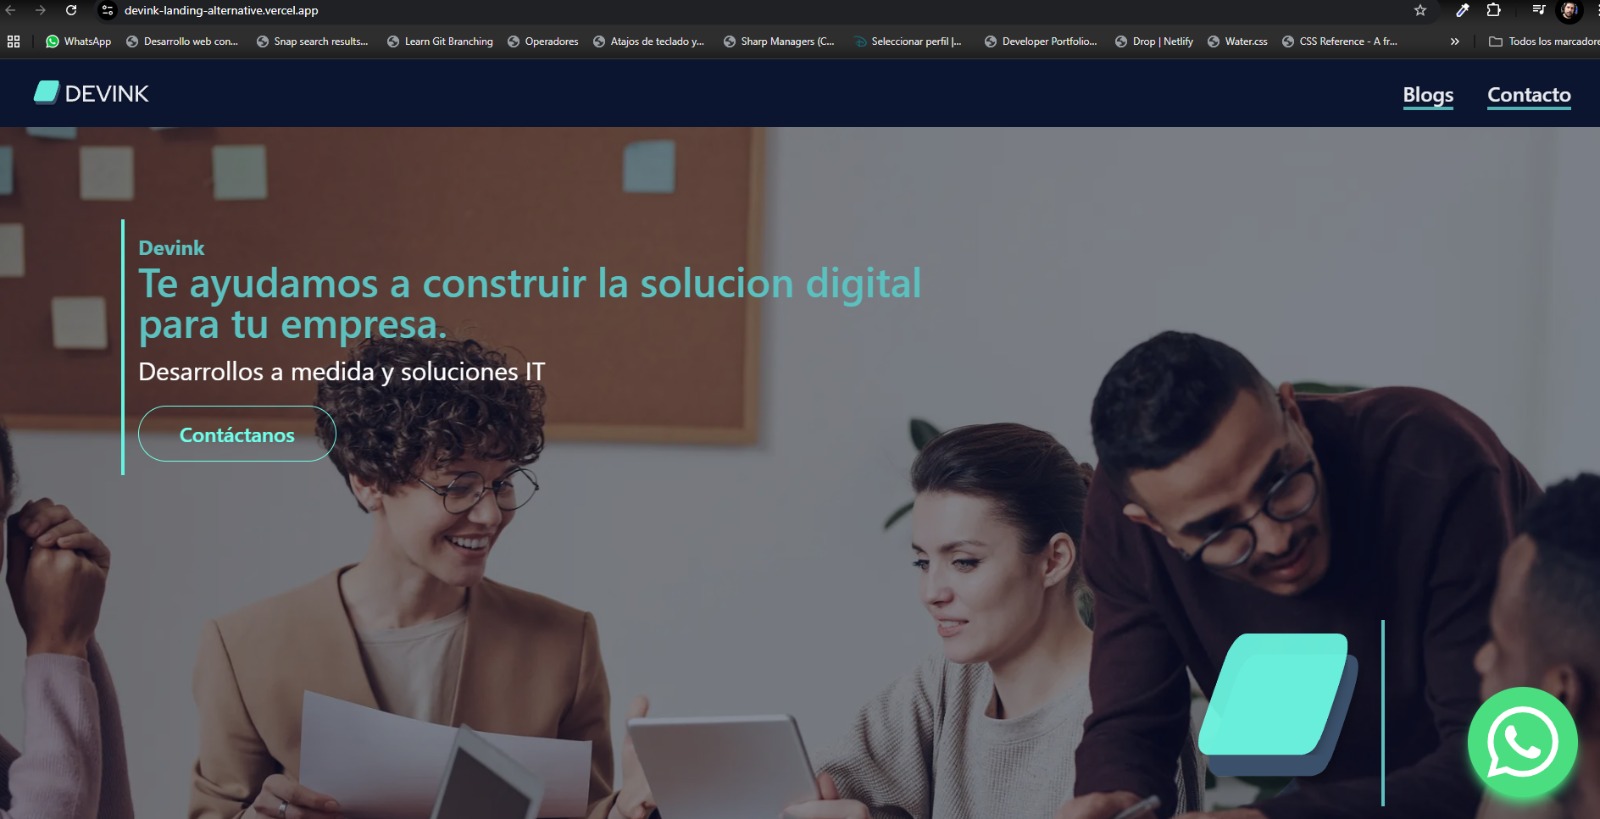 devink-landing-alternative.vercel.app
WhatsApp
Desarrollo web con...
Snap search results...
Learn Git Branching
Operadores
Atajos de teclado y...
Sharp Managers (C...
Seleccionar perfil |...
Developer Portfolio...
Drop | Netlify
Water.css
CSS Reference - A fr...
»
Todos los marcadore
DEVINK
Blogs
Contacto
Devink
Te ayudamos a construir la solucion digital
para tu empresa.
Desarrollos a medida y soluciones IT
Contáctanos